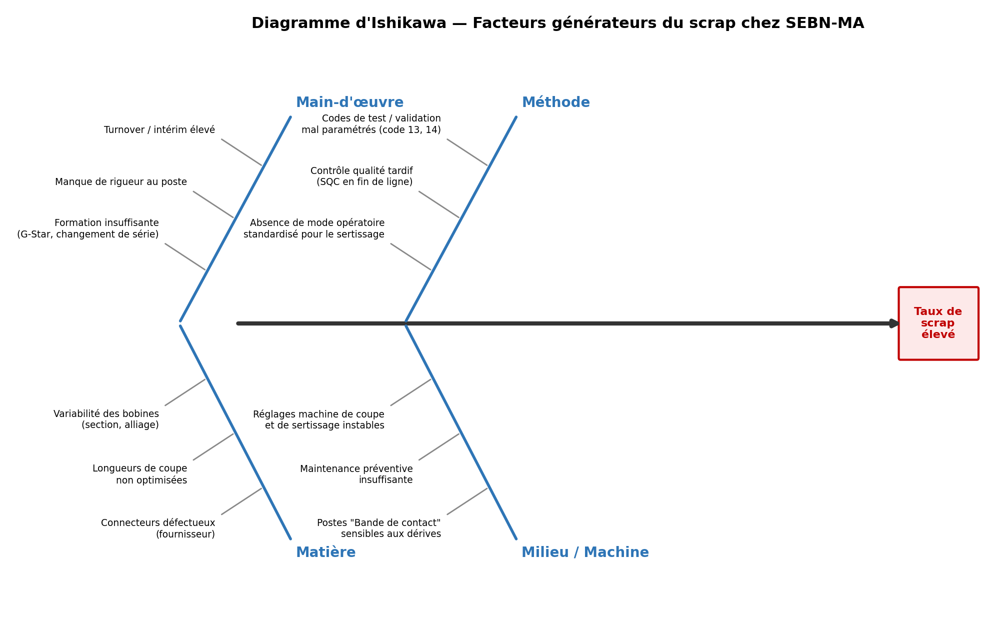 Diagramme d'Ishikawa — Facteurs générateurs du scrap chez SEBN-MA
Main-d'œuvre
Turnover / intérim élevé
Manque de rigueur au poste
Formation insuffisante
(G-Star, changement de série)
Méthode
Codes de test / validation
mal paramétrés (code 13, 14)
Contrôle qualité tardif
(SQC en fin de ligne)
Absence de mode opératoire
standardisé pour le sertissage
Taux de
scrap
élevé
Variabilité des bobines
(section, alliage)
Longueurs de coupe
non optimisées
Connecteurs défectueux
(fournisseur)
Matière
Réglages machine de coupe
et de sertissage instables
Maintenance préventive
insuffisante
Postes "Bande de contact"
sensibles aux dérives
Milieu / Machine